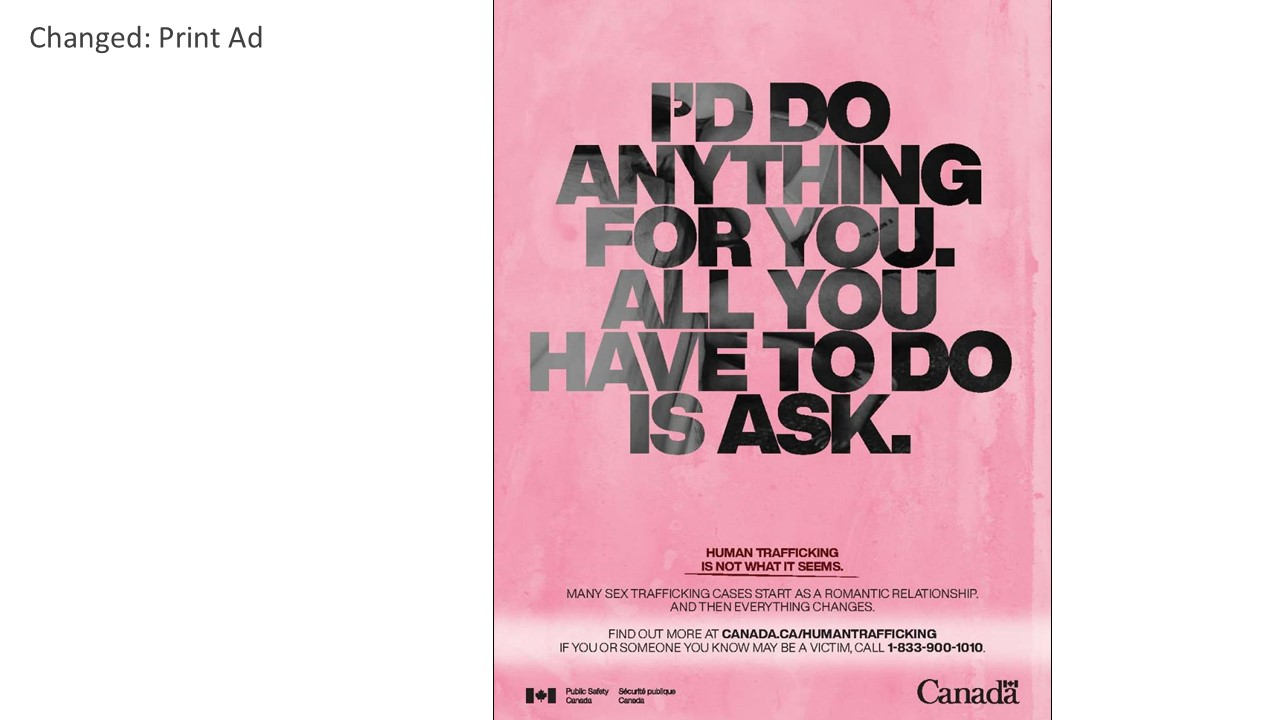 Changed: Print Ad
I'D DO
ANYTHING
FOR YOU.
ALL YOU
HAVE TO DO
IS ASK.
HUMAN TRAFFICKING
IS NOT WHAT IT SEEMS.
MANY SEX TRAFFICKING CASES START AS A ROMANTIC RELATIONSHIP.
AND THEN EVERYTHING CHANGES.
FIND OUT MORE AT CANADA.CA/HUMANTRAFFICKING
IF YOU OR SOMEONE YOU KNOW MAY BE A VICTIM, CALL 1-833-900-1010.
Public Safety Sécurité publique
Canada Canada
Canada